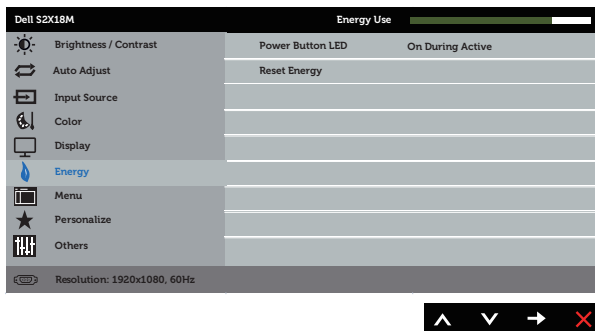 Dell S2X18M Energy Use
Brightness / Contrast Power Button LED On During Active
Auto Adjust Reset Energy
Input Source
Color
Display
Energy
Menu
Personalize
Others
Resolution: 1920x1080, 60Hz